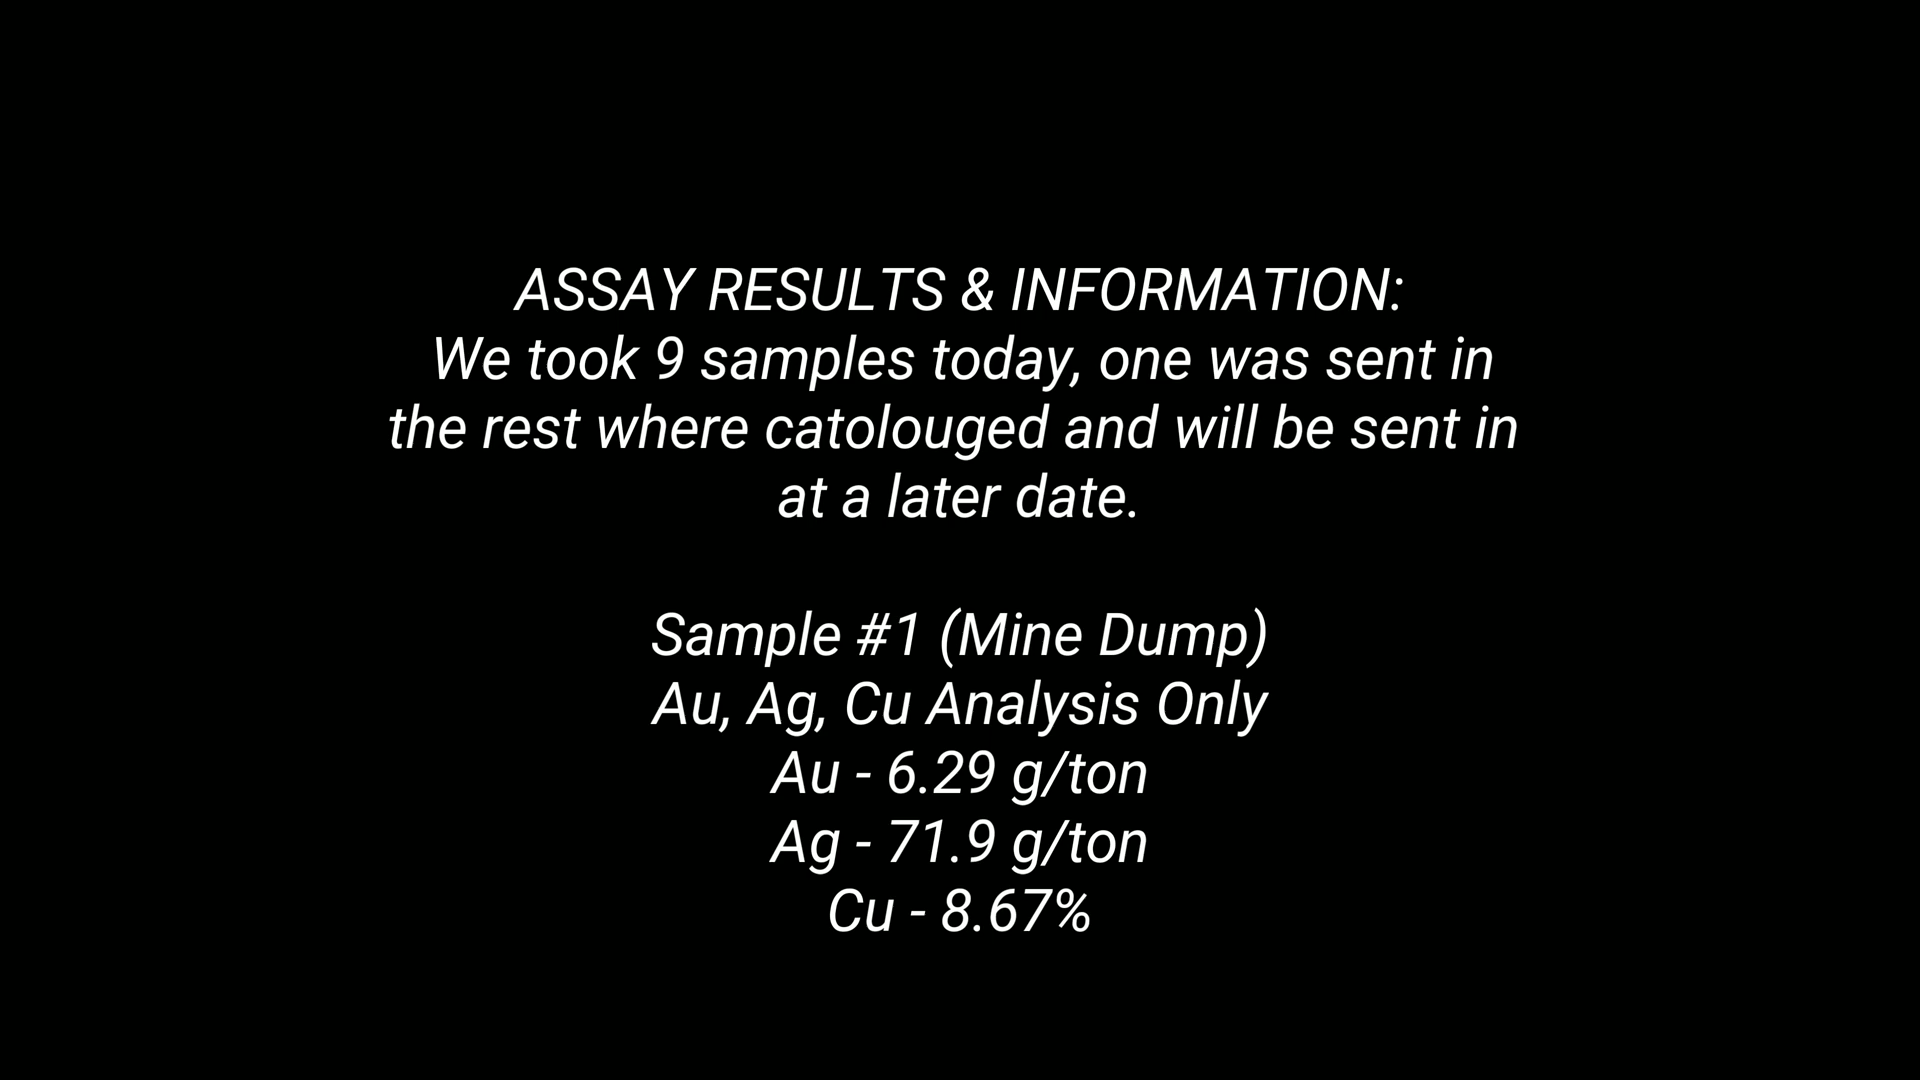 ASSAY RESULTS & INFORMATION:
We took 9 samples today, one was sent in
the rest where catolouged and will be sent in
at a later date.
Sample #1 (Mine Dump)
Au, Ag, Cu Analysis Only
Au - 6.29 g/ton
Ag - 71.9 g/ton
Cu - 8.67%